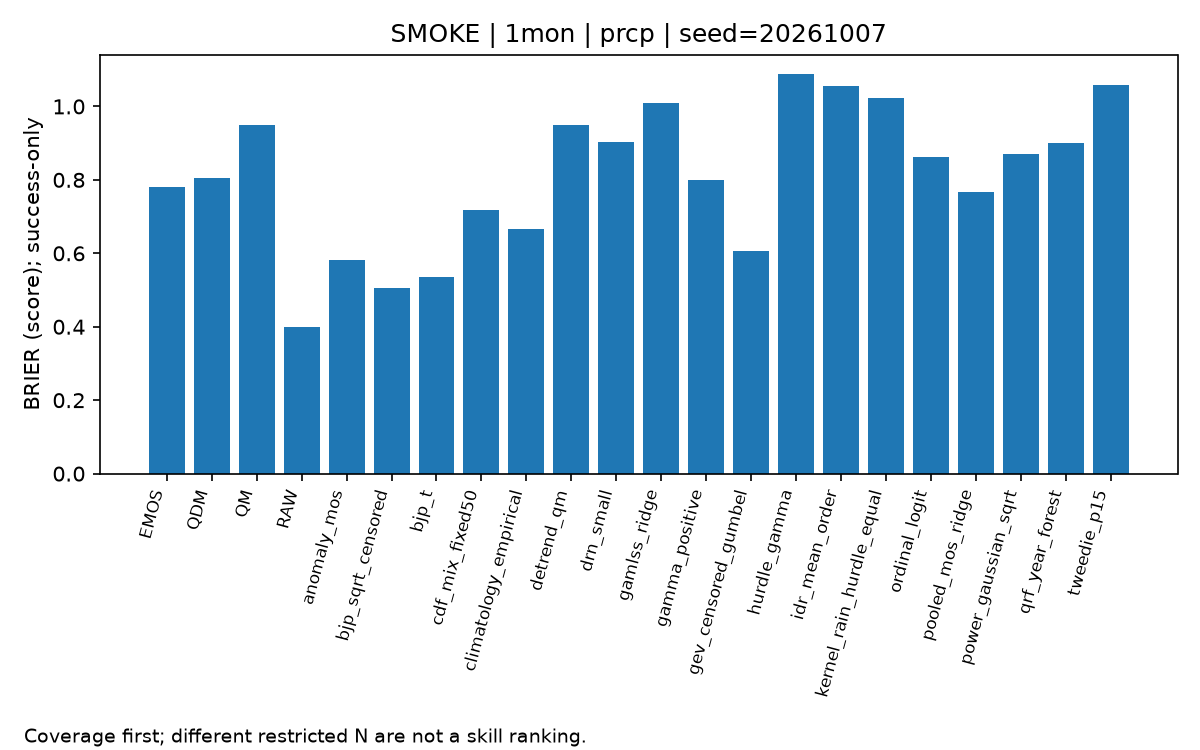 SMOKE | 1mon | prcp | seed=20261007
BRIER (score); success-only
1.0
0.8
0.6
0.4
0.2
0.0
EMOS
QDM
QM
RAW
anomaly_mos
bjp_sqrt_censored
bjp_t
cdf_mix_fixed50
climatology_empirical
detrend_qm
drn_small
gamlss_ridge
gamma_positive
gev_censored_gumbel
hurdle_gamma
idr_mean_order
kernel_rain_hurdle_equal
ordinal_logit
pooled_mos_ridge
power_gaussian_sqrt
qrf_year_forest
tweedie_p15
Coverage first; different restricted N are not a skill ranking.